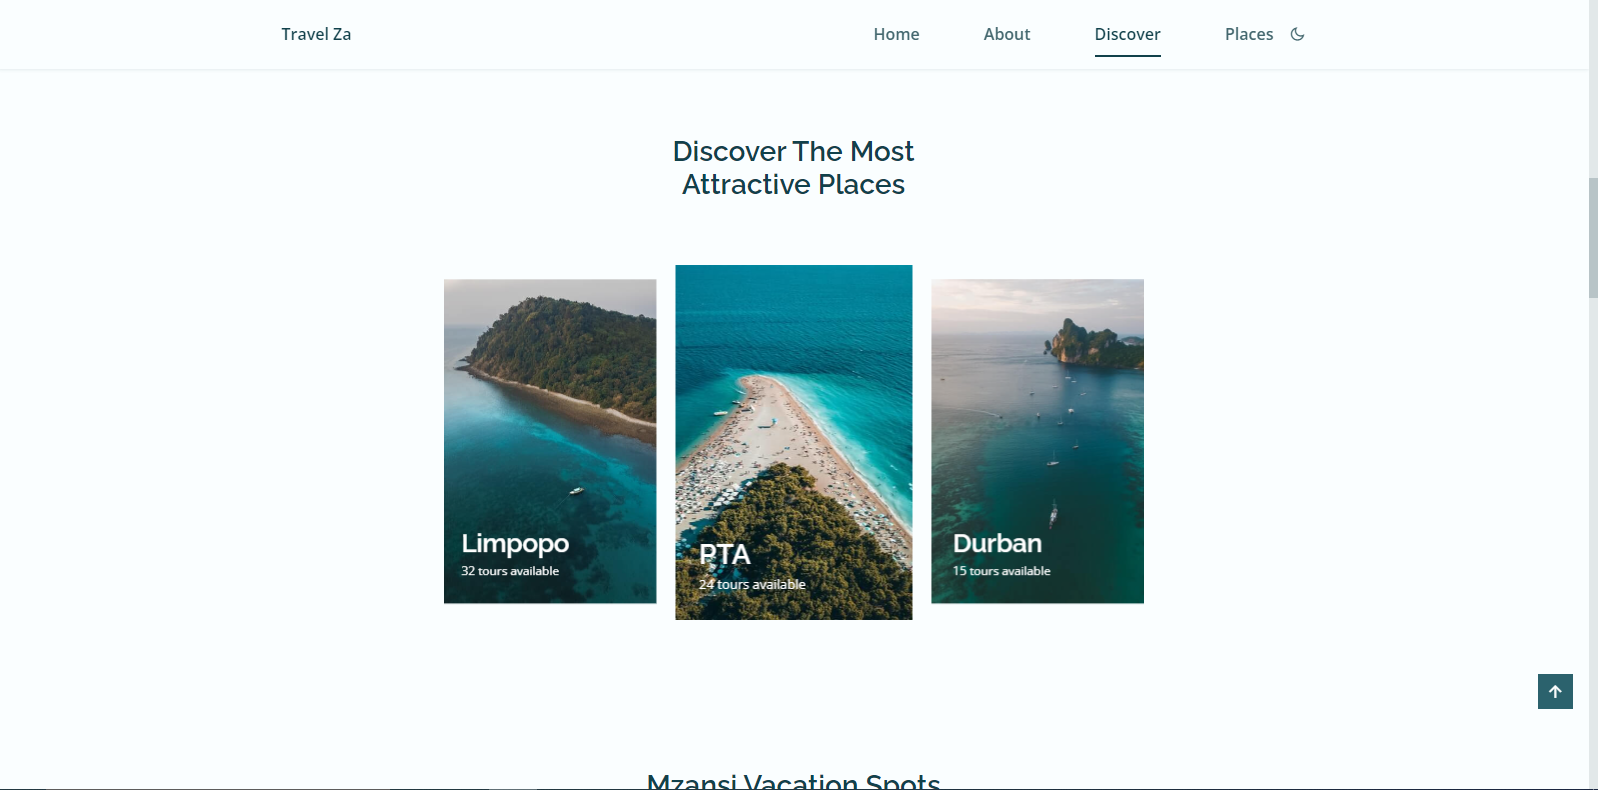 Travel Za
Home
About
Discover
Places
Discover The Most
Attractive Places
Limpopo
32 tours available
PTA
24 tours available
Durban
15 tours available
Mzansi Vacation Spots